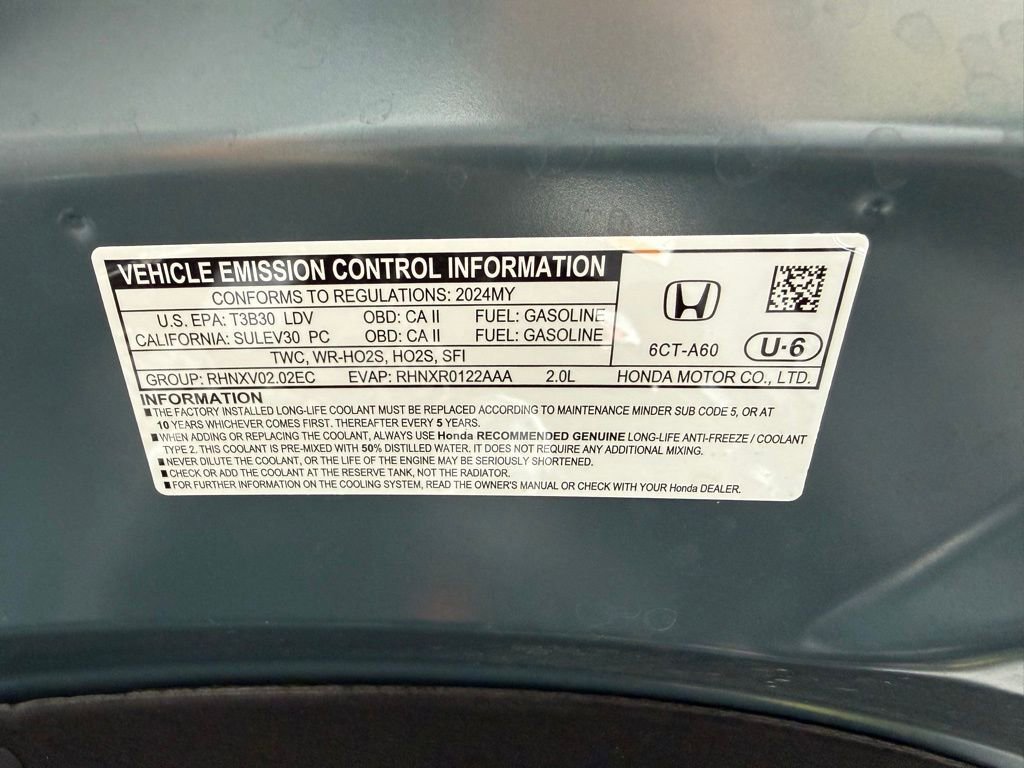 VEHICLE EMISSION CONTROL INFORMATION
CONFORMS TO REGULATIONS: 2024MY
U.S. EPA: T3B30 LDV OBD: CA II FUEL: GASOLINE
CALIFORNIA: SULEV30 PC OBD: CA II FUEL: GASOLINE
TWC, WR-HO2S, HO2S, SFI
6CT-A60 U·6
GROUP: RHNXV02.02EC EVAP: RHNXR0122AAA 2.0L HONDA MOTOR CO., LTD.
INFORMATION
■ THE FACTORY INSTALLED LONG-LIFE COOLANT MUST BE REPLACED ACCORDING TO MAINTENANCE MINDER SUB CODE 5, OR AT
10 YEARS WHICHEVER COMES FIRST. THEREAFTER EVERY 5 YEARS.
■ WHEN ADDING OR REPLACING THE COOLANT, ALWAYS USE Honda RECOMMENDED GENUINE LONG-LIFE ANTI-FREEZE / COOLANT
TYPE 2. THIS COOLANT IS PRE-MIXED WITH 50% DISTILLED WATER. IT DOES NOT REQUIRE ANY ADDITIONAL MIXING.
■ NEVER DILUTE THE COOLANT, OR THE LIFE OF THE ENGINE MAY BE SERIOUSLY SHORTENED.
■ CHECK OR ADD THE COOLANT AT THE RESERVE TANK, NOT THE RADIATOR.
■ FOR FURTHER INFORMATION ON THE COOLING SYSTEM, READ THE OWNER'S MANUAL OR CHECK WITH YOUR Honda DEALER.